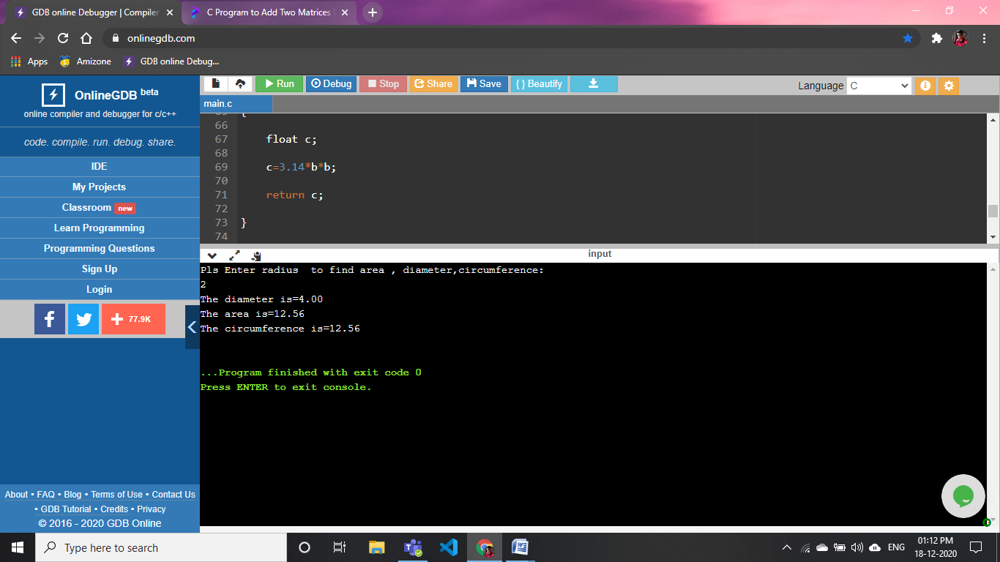 GDB online Debugger | Compiler
C Program to Add Two Matrices
onlinegdb.com
Apps
Amizone
GDB online Debug...
OnlineGDB beta
online compiler and debugger for c/c++
code. compile. run. debug. share.
IDE
My Projects
Classroom new
Learn Programming
Programming Questions
Sign Up
Login
f
77.9K
About • FAQ • Blog • Terms of Use • Contact Us
• GDB Tutorial • Credits • Privacy
© 2016 - 2020 GDB Online
Run Debug Stop Share Save { } Beautify
Language C
main.c
66
67 float c;
68
69 c=3.14*b*b;
70
71 return c;
72
73 }
74
input
Pls Enter radius  to find area , diameter,circumference:
2
The diameter is=4.00
The area is=12.56
The circumference is=12.56
...Program finished with exit code 0
Press ENTER to exit console.
Type here to search
ENG
01:12 PM
18-12-2020